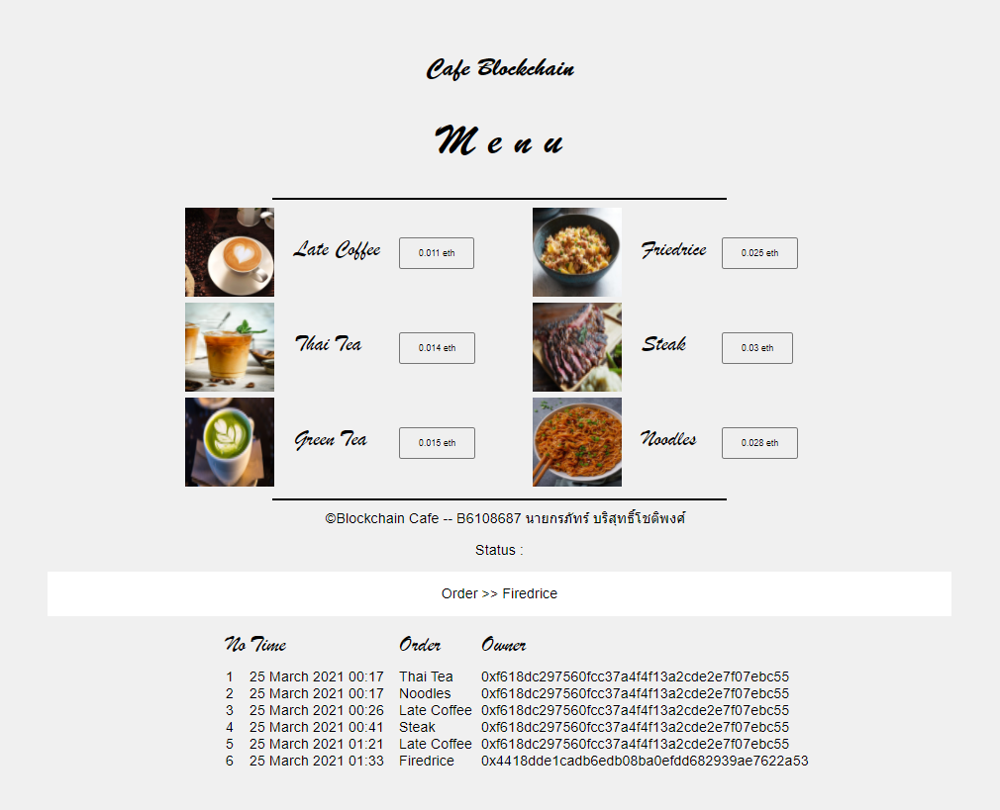 Cafe Blockchain
M e n u
Late Coffee 0.011 eth Friedrice 0.025 eth
Thai Tea 0.014 eth Steak 0.03 eth
Green Tea 0.015 eth Noodles 0.028 eth
©Blockchain Cafe -- B6108687 นายกรภัทร์ บริสุทธิ์โชติพงศ์
Status :
Order >> Firedrice
No Time Order Owner
1 25 March 2021 00:17 Thai Tea 0xf618dc297560fcc37a4f4f13a2cde2e7f07ebc55
2 25 March 2021 00:17 Noodles 0xf618dc297560fcc37a4f4f13a2cde2e7f07ebc55
3 25 March 2021 00:26 Late Coffee 0xf618dc297560fcc37a4f4f13a2cde2e7f07ebc55
4 25 March 2021 00:41 Steak 0xf618dc297560fcc37a4f4f13a2cde2e7f07ebc55
5 25 March 2021 01:21 Late Coffee 0xf618dc297560fcc37a4f4f13a2cde2e7f07ebc55
6 25 March 2021 01:33 Firedrice 0x4418dde1cadb6edb08ba0efdd682939ae7622a53